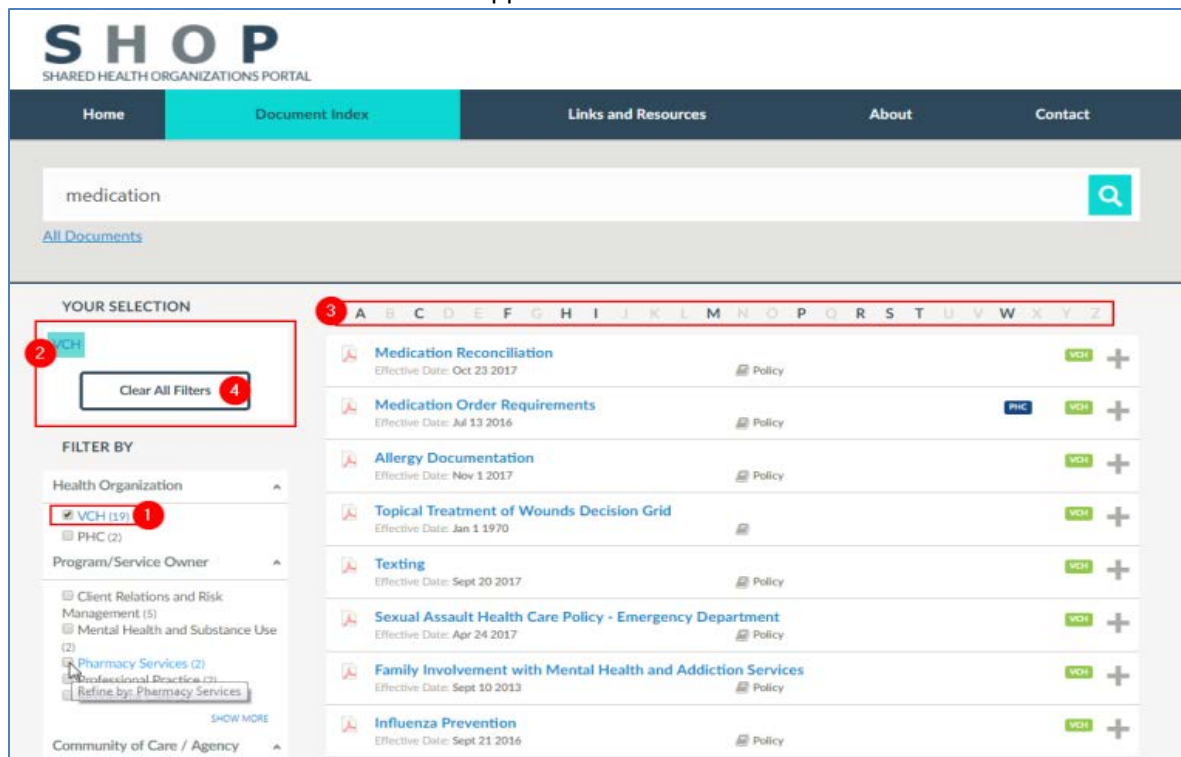 S H O P
SHARED HEALTH ORGANIZATIONS PORTAL
Home Document Index Links and Resources About Contact
medication
All Documents
YOUR SELECTION
3 A B C D E F G H I J K L M N O P Q R S T U V W X Y Z
VCH
2
Clear All Filters 4
Medication Reconciliation VCH
Effective Date: Oct 23 2017 Policy
Medication Order Requirements PHC VCH
Effective Date: Jul 13 2016 Policy
FILTER BY
Allergy Documentation VCH
Effective Date: Nov 1 2017 Policy
Health Organization
VCH (19) 1
PHC (2)
Topical Treatment of Wounds Decision Grid VCH
Effective Date: Jan 1 1970
Program/Service Owner
Texting VCH
Effective Date: Sept 20 2017 Policy
Client Relations and Risk
Management (5)
Mental Health and Substance Use
(2)
Sexual Assault Health Care Policy - Emergency Department VCH
Effective Date: Apr 24 2017 Policy
Pharmacy Services (2)
Professional Practice (2)
Refine by: Pharmacy Services
Family Involvement with Mental Health and Addiction Services VCH
Effective Date: Sept 10 2013 Policy
SHOW MORE
Influenza Prevention VCH
Effective Date: Sept 21 2016 Policy
Community of Care / Agency